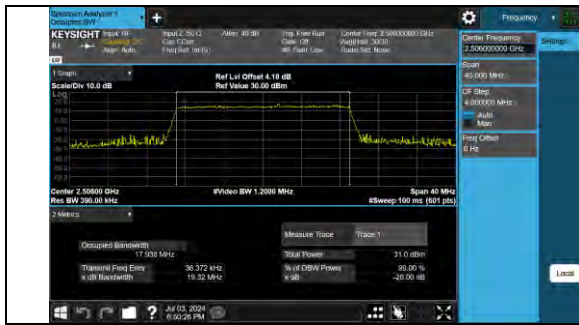 Spectrum Analyzer 1
Occupied BW
Frequency
KEYSIGHT Input: RF
Align: Auto
Input Z: 50 Ω
Corr CCorr
Freq Ref: Int (S)
Atten: 40 dB
Trig: Free Run
Gate: Off
#IF Gain: Low
Center Freq: 2.506000000 GHz
Avg|Hold: 30/30
Radio Std: None
Center Frequency
2.506000000 GHz
Settings
Span
40.000 MHz
CF Step
4.000000 MHz
Auto
Man
Freq Offset
0 Hz
Local
1 Graph
Scale/Div 10.0 dB
Ref Lvl Offset 4.18 dB
Ref Value 30.00 dBm
Log
Center 2.50600 GHz
Res BW 390.00 kHz
#Video BW 1.2000 MHz
Span 40 MHz
#Sweep 100 ms (601 pts)
2 Metrics
Measure Trace Trace 1
Occupied Bandwidth
17.938 MHz
Total Power 31.0 dBm
Transmit Freq Error 36.372 kHz
% of OBW Power 99.00 %
x dB Bandwidth 19.32 MHz
x dB -26.00 dB
Jul 03, 2024
6:50:26 PM